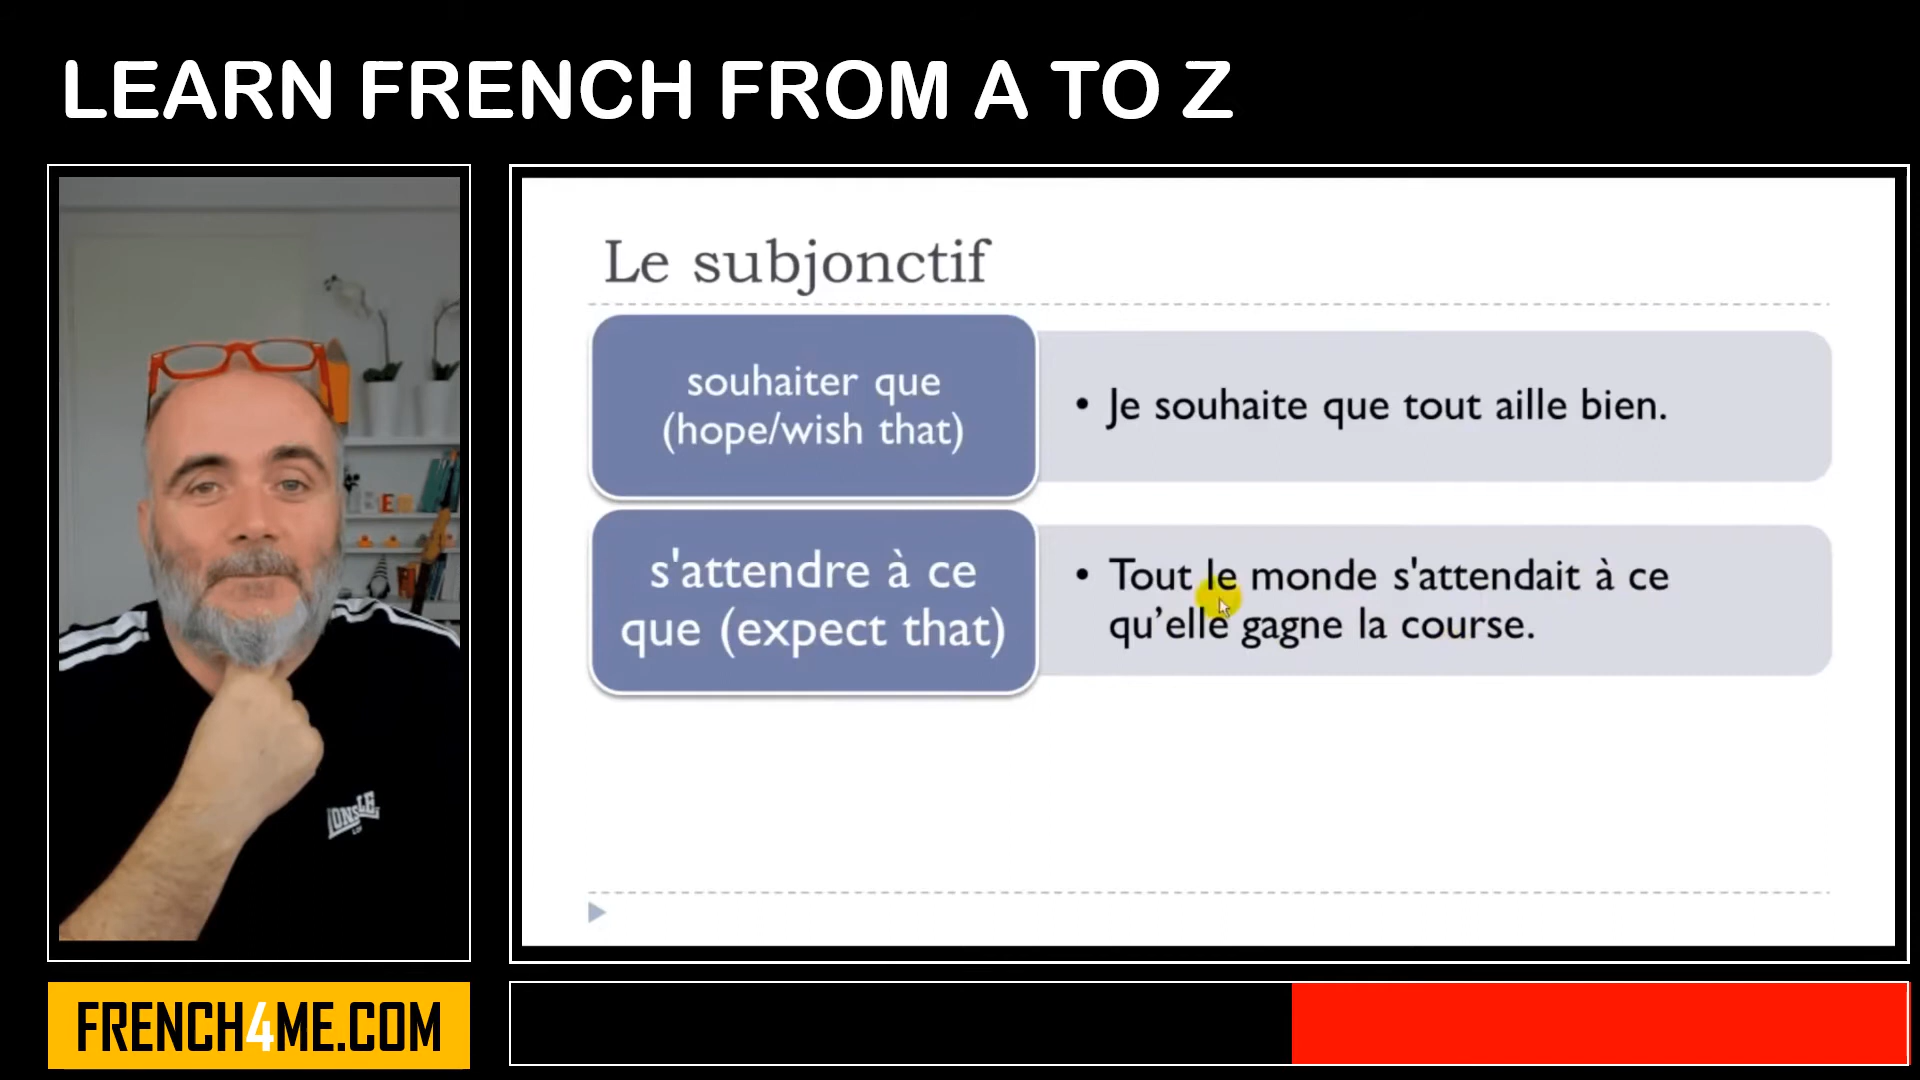 LEARN FRENCH FROM A TO Z
Le subjonctif
souhaiter que
(hope/wish that)
• Je souhaite que tout aille bien.
s'attendre à ce
que (expect that)
• Tout le monde s'attendait à ce
qu’elle gagne la course.
LONSDALE
FRENCH4ME.COM